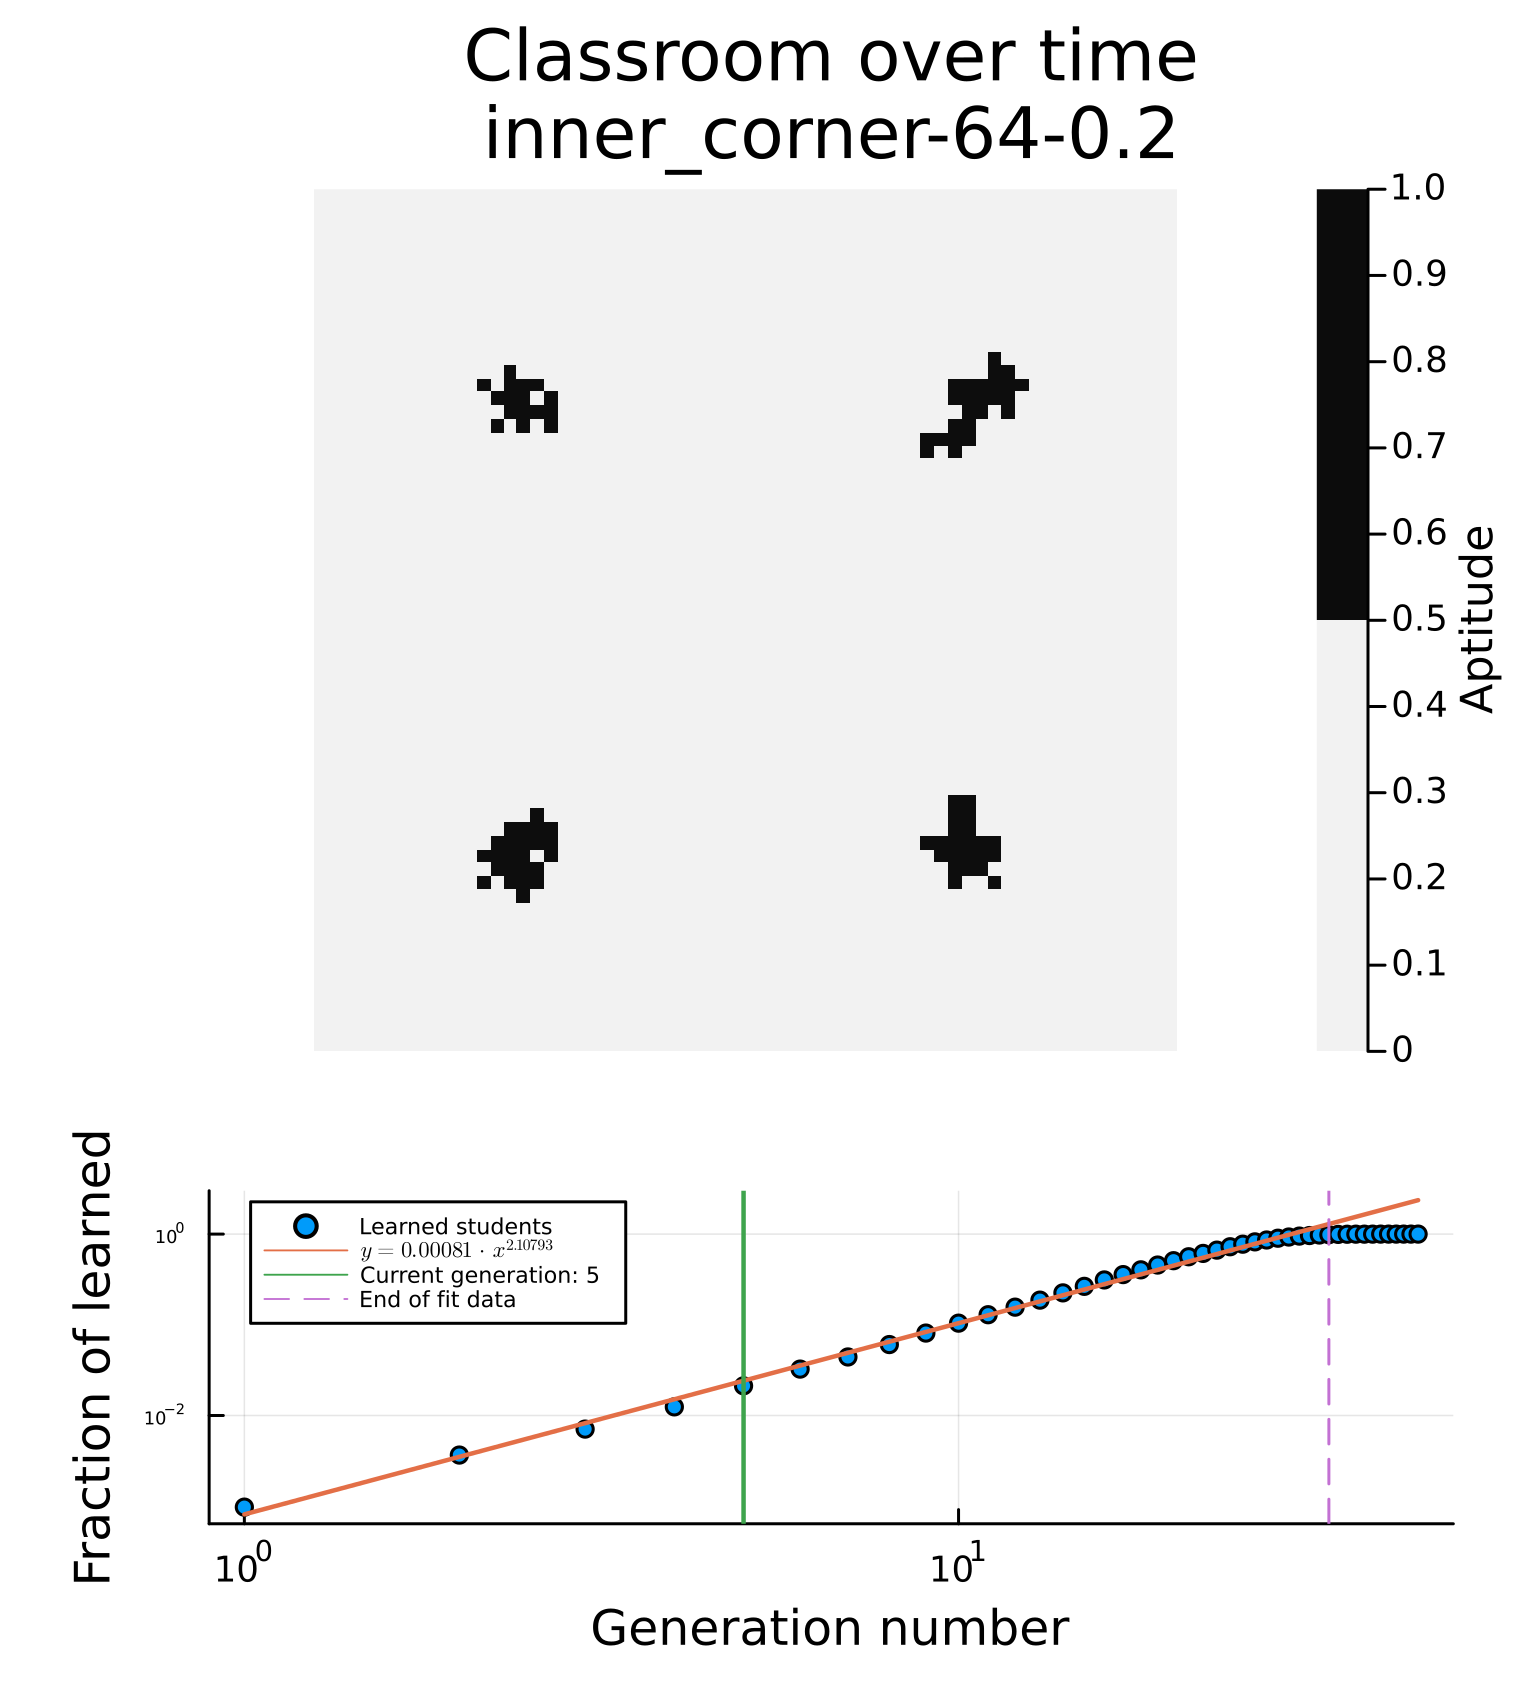 Classroom over time
inner_corner-64-0.2
1.0
0.9
0.8
0.7
0.6
0.5
0.4
0.3
0.2
0.1
0
Aptitude
Fraction of learned
10^0
10^-2
Learned students
y = 0.00081 · x^2.10793
Current generation: 5
End of fit data
10^0
10^1
Generation number